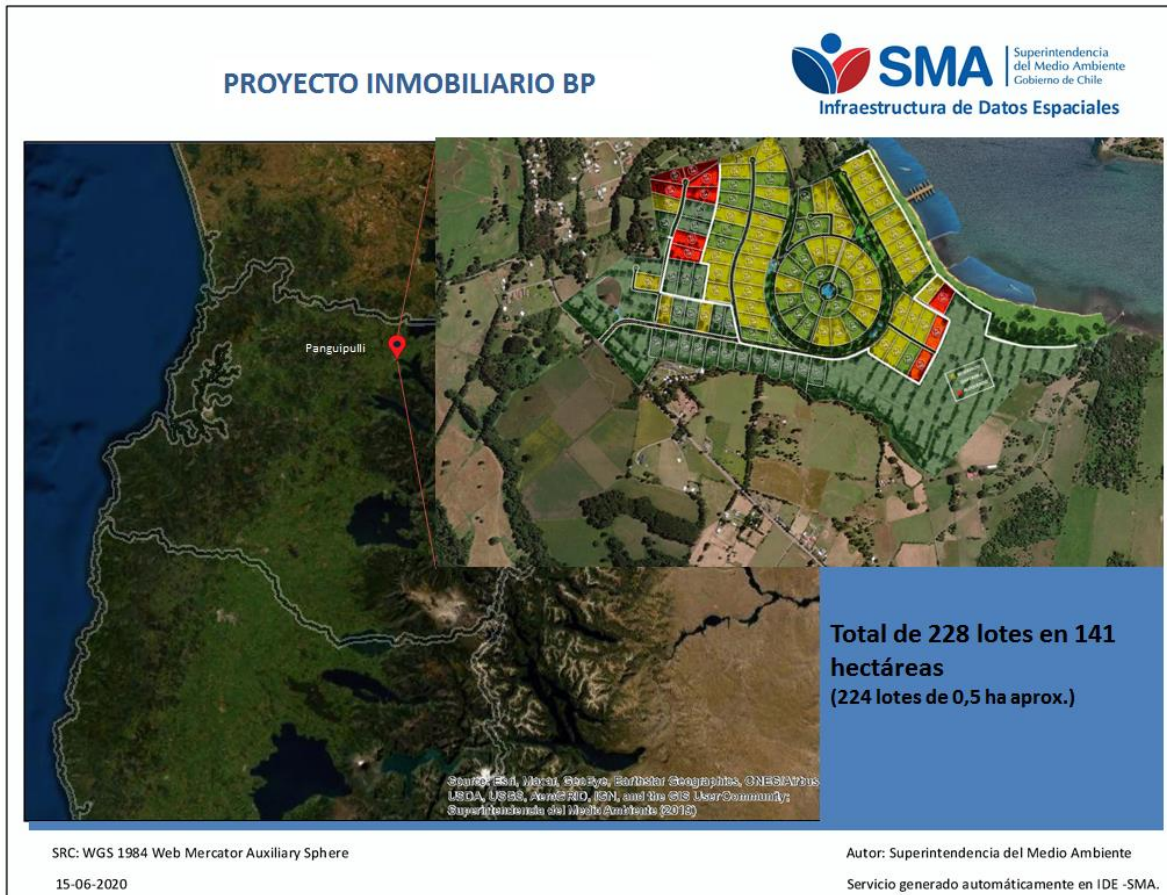 PROYECTO INMOBILIARIO BP
SMA
Superintendencia
del Medio Ambiente
Gobierno de Chile
Infraestructura de Datos Espaciales
Panguipulli
Total de 228 lotes en 141
hectáreas
(224 lotes de 0,5 ha aprox.)
Source: Esri, Maxar, GeoEye, Earthstar Geographics, CNES/Airbus
USDA, USGS, AeroGRID, IGN, and the GIS User Community;
Superintendencia del Medio Ambiente (2019)
SRC: WGS 1984 Web Mercator Auxiliary Sphere
Autor: Superintendencia del Medio Ambiente
15-06-2020
Servicio generado automáticamente en IDE -SMA.